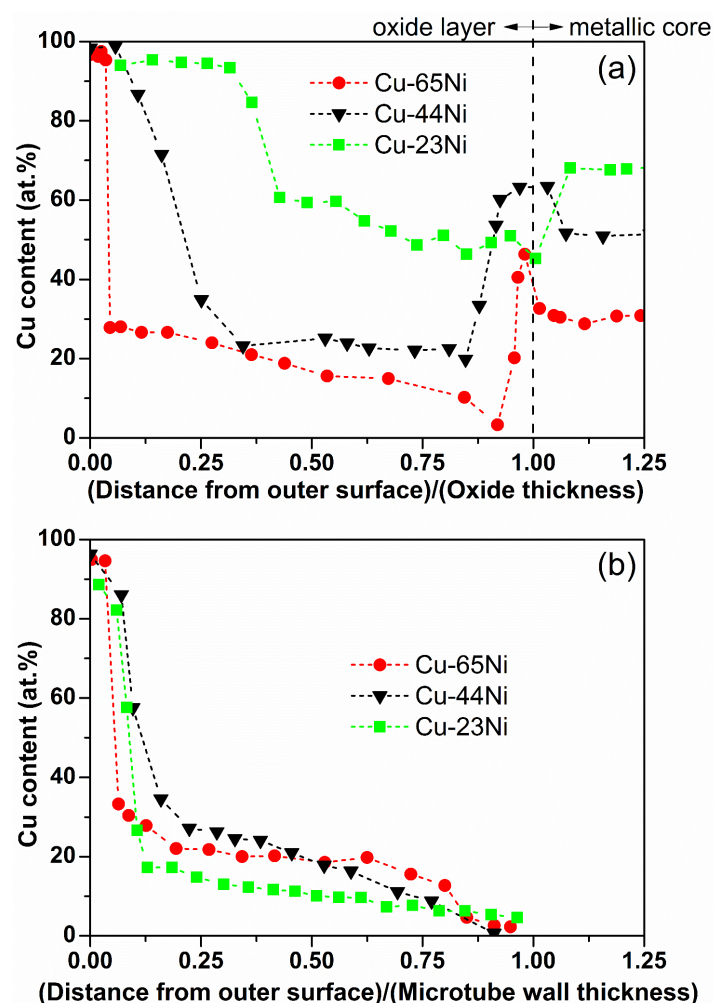 oxide layer metallic core
(a)
Cu-65Ni
Cu-44Ni
Cu-23Ni
100
80
60
40
20
0
Cu content (at.%)
0.00 0.25 0.50 0.75 1.00 1.25
(Distance from outer surface)/(Oxide thickness)
(b)
Cu-65Ni
Cu-44Ni
Cu-23Ni
100
80
60
40
20
0
Cu content (at.%)
0.00 0.25 0.50 0.75 1.00 1.25
(Distance from outer surface)/(Microtube wall thickness)